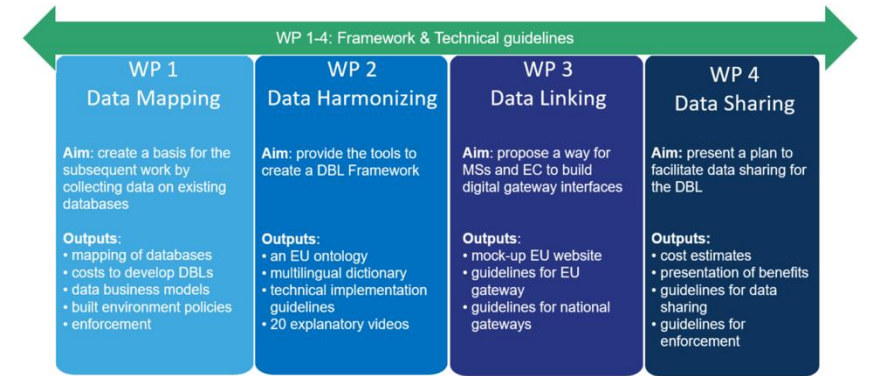 WP 1-4: Framework & Technical guidelines
WP 1
Data Mapping
Aim: create a basis for the
subsequent work by
collecting data on existing
databases
Outputs:
• mapping of databases
• costs to develop DBLs
• data business models
• built environment policies
• enforcement
WP 2
Data Harmonizing
Aim: provide the tools to
create a DBL Framework
Outputs:
• an EU ontology
• multilingual dictionary
• technical implementation
guidelines
• 20 explanatory videos
WP 3
Data Linking
Aim: propose a way for
MSs and EC to build
digital gateway interfaces
Outputs:
• mock-up EU website
• guidelines for EU
gateway
• guidelines for national
gateways
WP 4
Data Sharing
Aim: present a plan to
facilitate data sharing for
the DBL
Outputs:
• cost estimates
• presentation of benefits
• guidelines for data
sharing
• guidelines for
enforcement